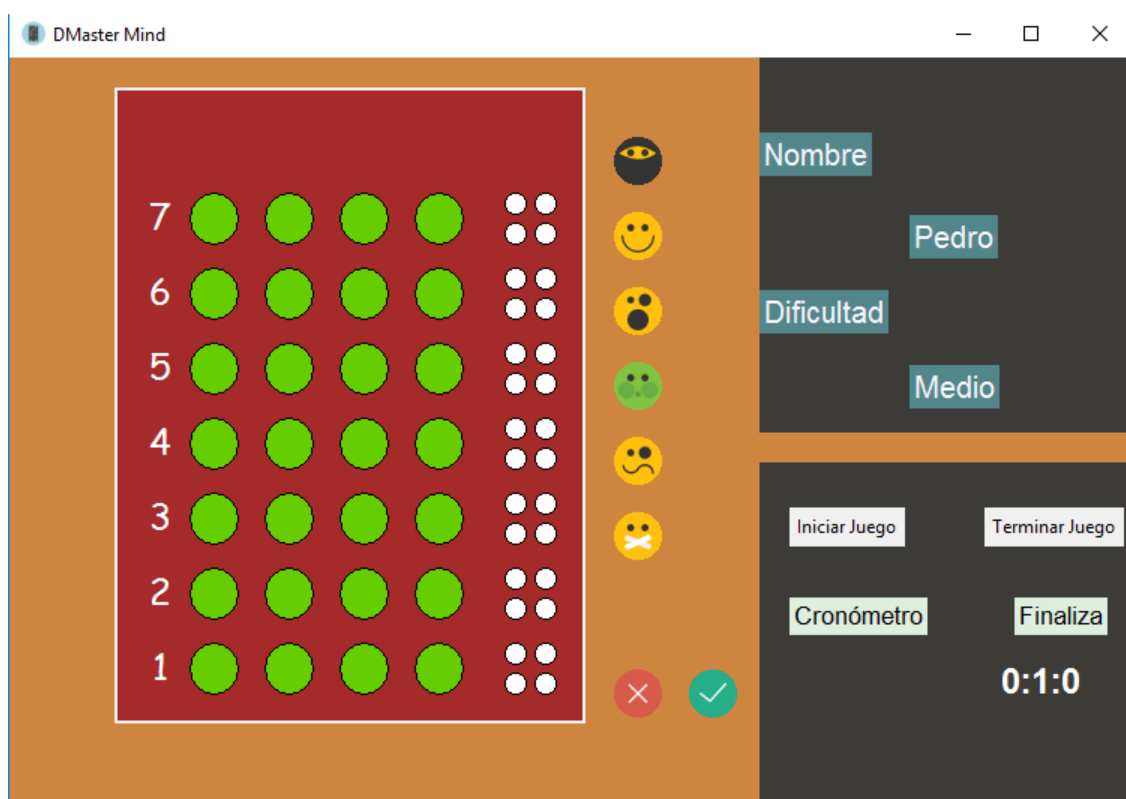 DMaster Mind
Nombre
Pedro
Dificultad
Medio
7
6
5
4
3
2
1
Iniciar Juego
Terminar Juego
Cronómetro
Finaliza
0:1:0